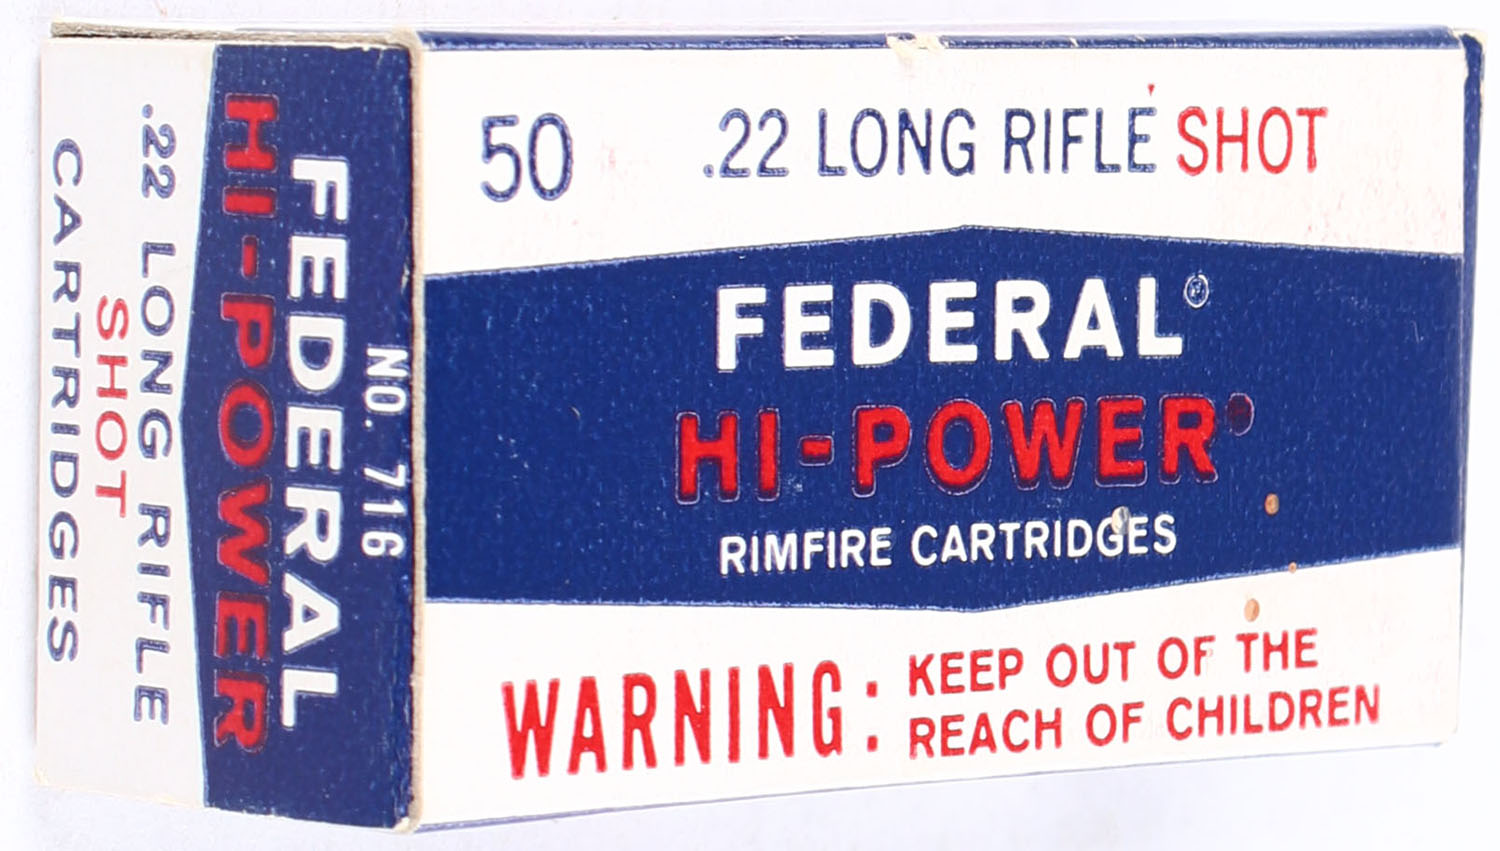 50 .22 LONG RIFLE SHOT
FEDERAL®
HI-POWER®
RIMFIRE CARTRIDGES
WARNING: KEEP OUT OF THE
REACH OF CHILDREN
NO. 716
FEDERAL
HI-POWER
.22 LONG RIFLE
SHOT
CARTRIDGES